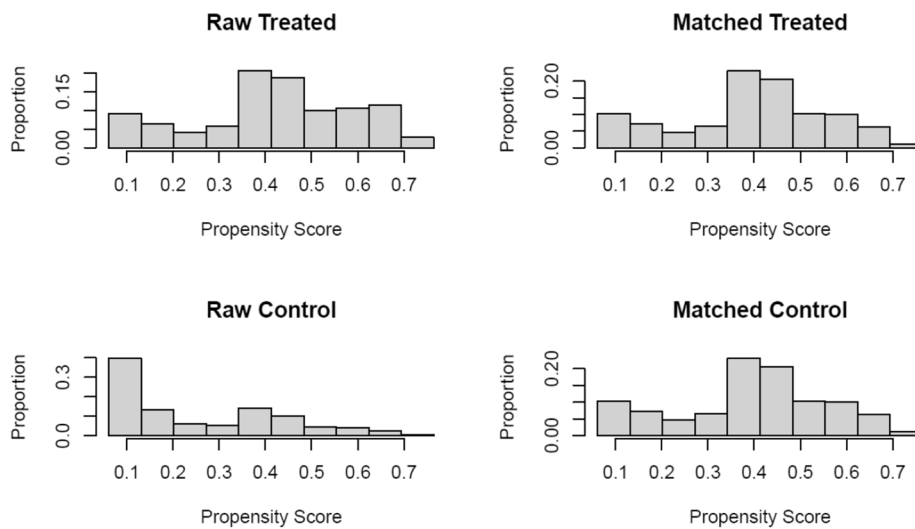 Raw Treated
Proportion
0.00 0.15
0.1 0.2 0.3 0.4 0.5 0.6 0.7
Propensity Score
Matched Treated
Proportion
0.00 0.20
0.1 0.2 0.3 0.4 0.5 0.6 0.7
Propensity Score
Raw Control
Proportion
0.0 0.3
0.1 0.2 0.3 0.4 0.5 0.6 0.7
Propensity Score
Matched Control
Proportion
0.00 0.20
0.1 0.2 0.3 0.4 0.5 0.6 0.7
Propensity Score